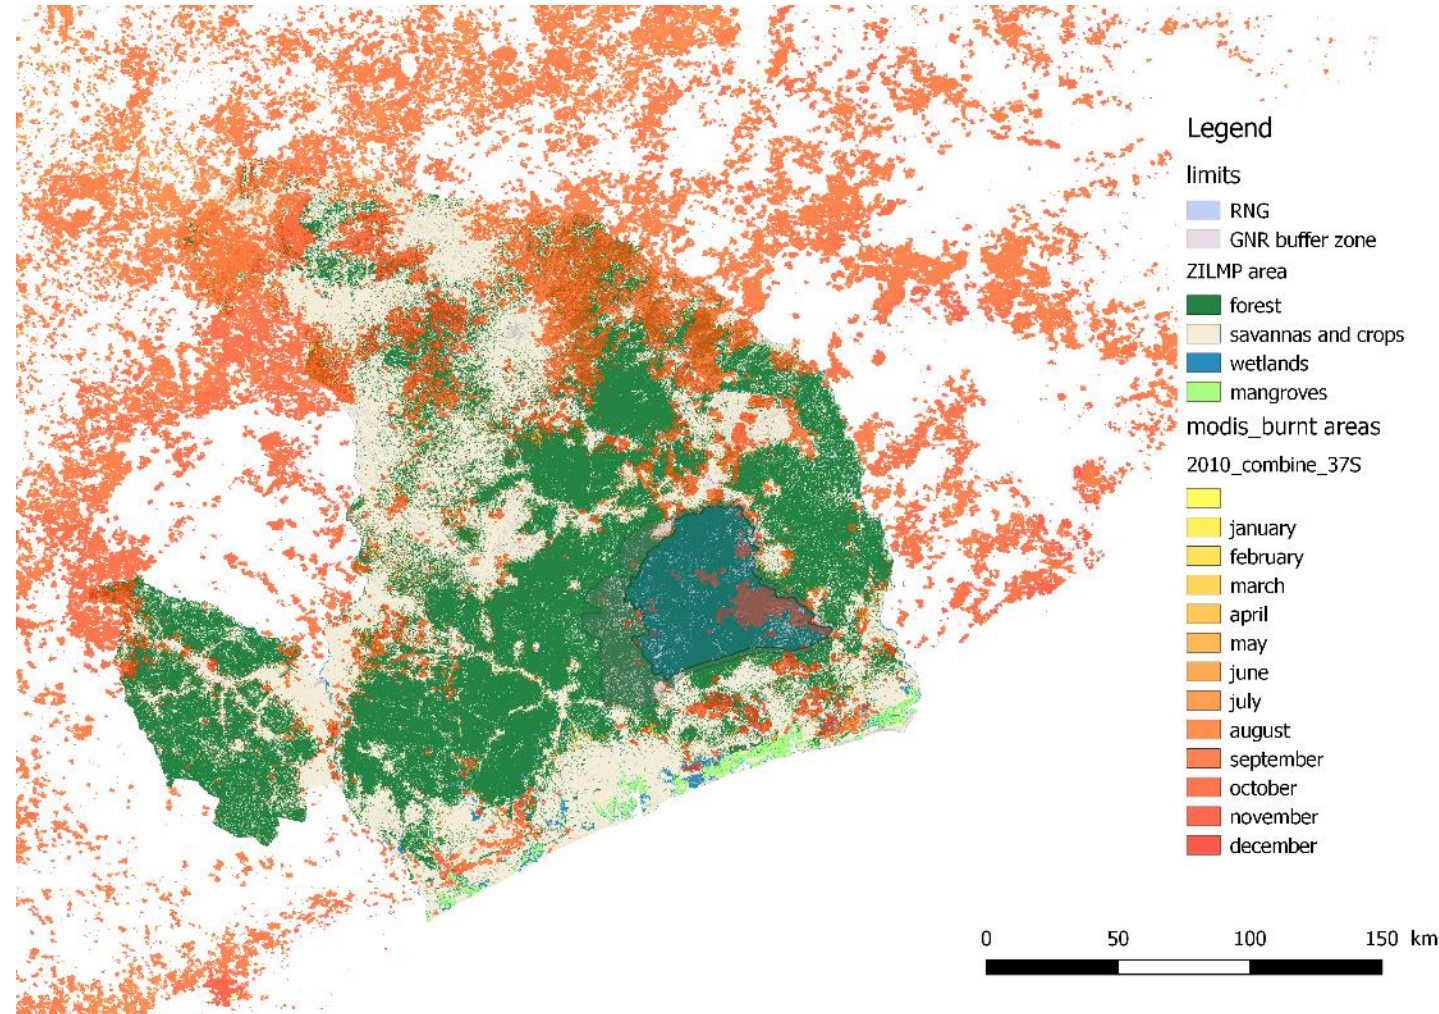 Legend
limits
RNG
GNR buffer zone
ZILMP area
forest
savannas and crops
wetlands
mangroves
modis_burnt areas
2010_combine_37S
january
february
march
april
may
june
july
august
september
october
november
december
0 50 100 150 km